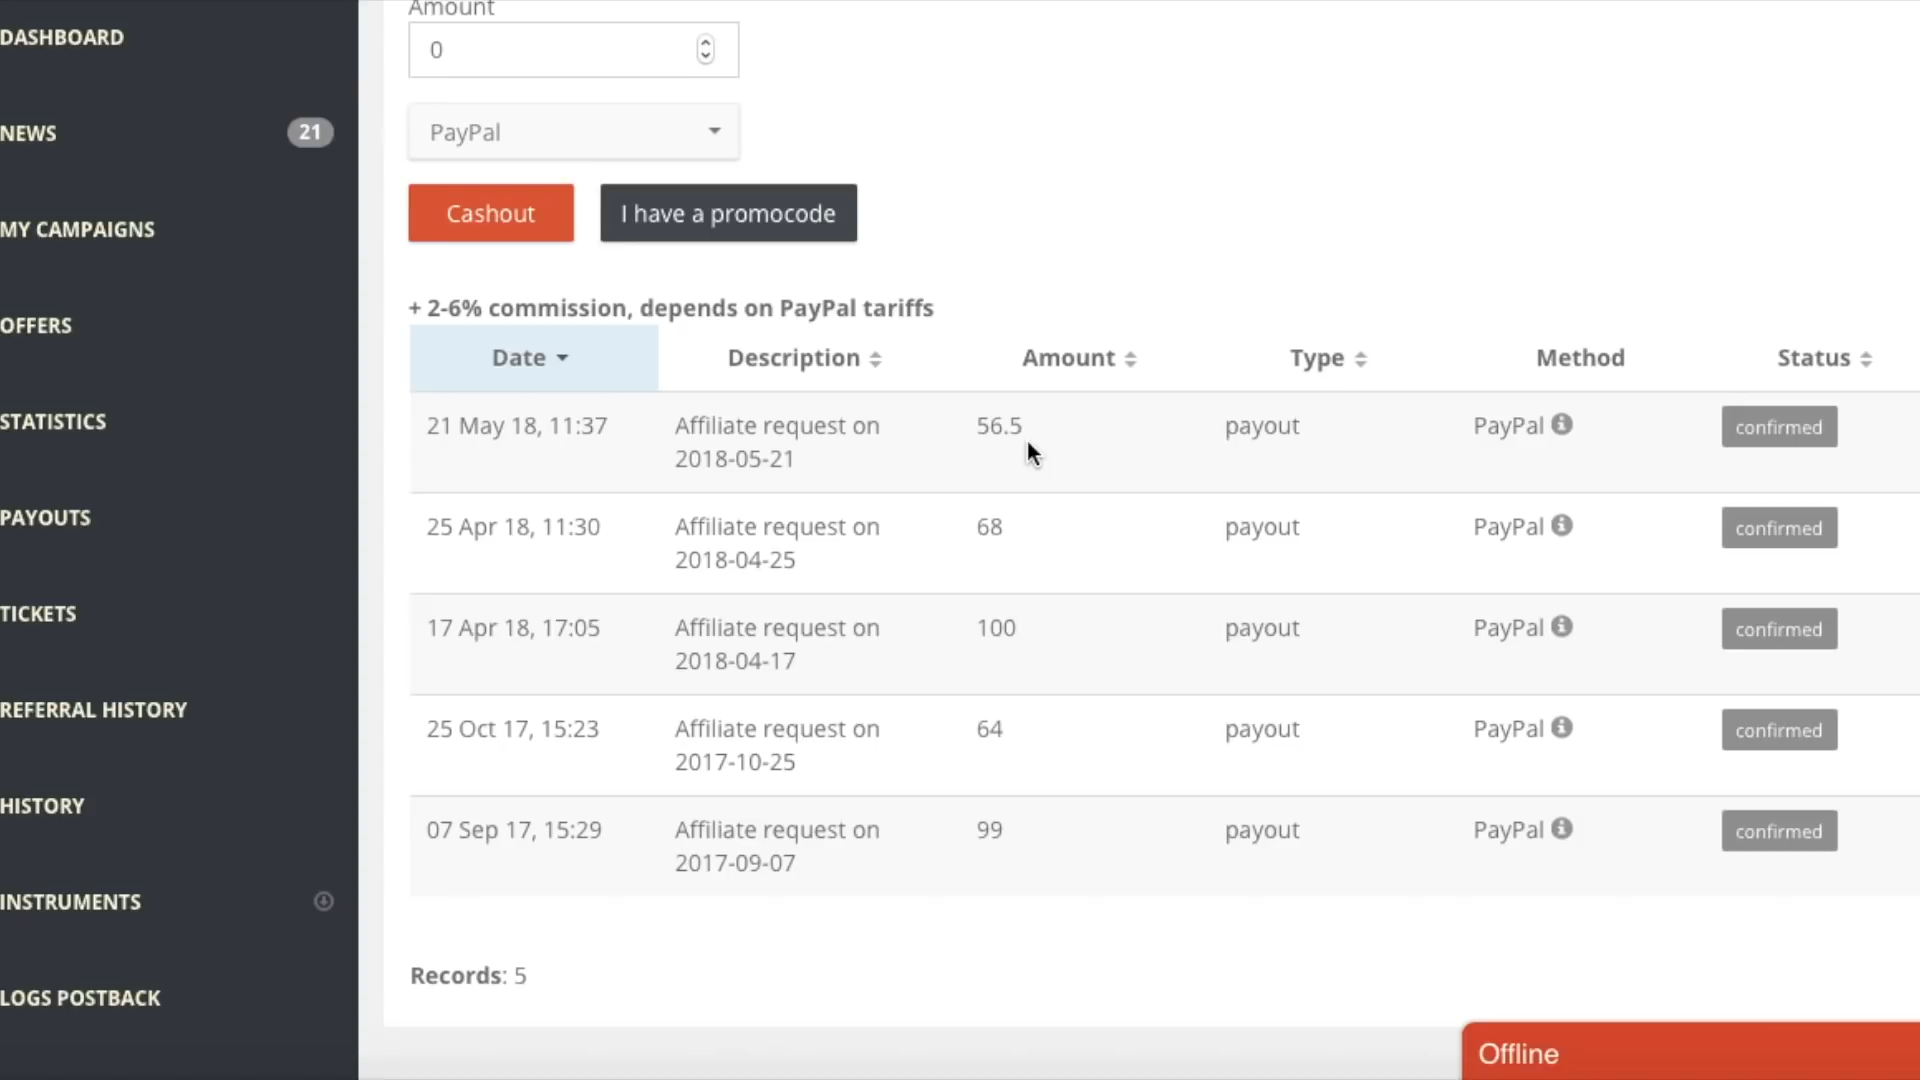 Amount
0
PayPal
Cashout
I have a promocode
+ 2-6% commission, depends on PayPal tariffs
DASHBOARD
NEWS 21
MY CAMPAIGNS
OFFERS
STATISTICS
PAYOUTS
TICKETS
REFERRAL HISTORY
HISTORY
INSTRUMENTS
LOGS POSTBACK
Date Description Amount Type Method Status
21 May 18, 11:37 Affiliate request on 56.5 payout PayPal confirmed
2018-05-21
25 Apr 18, 11:30 Affiliate request on 68 payout PayPal confirmed
2018-04-25
17 Apr 18, 17:05 Affiliate request on 100 payout PayPal confirmed
2018-04-17
25 Oct 17, 15:23 Affiliate request on 64 payout PayPal confirmed
2017-10-25
07 Sep 17, 15:29 Affiliate request on 99 payout PayPal confirmed
2017-09-07
Records: 5
Offline